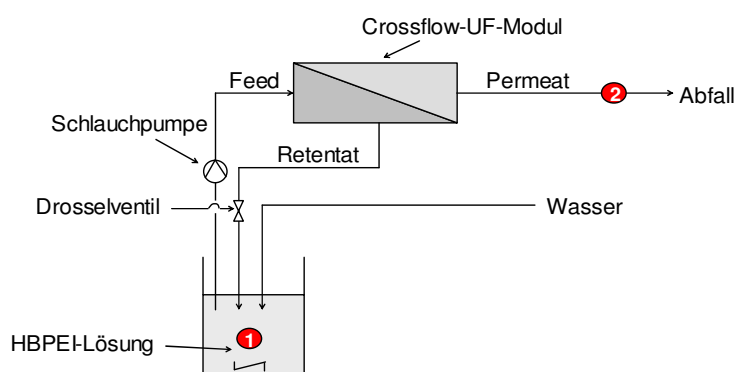 Crossflow-UF-Modul
Feed
Permeat
2
Abfall
Schlauchpumpe
Retentat
Drosselventil
Wasser
1
HBPEI-Lösung